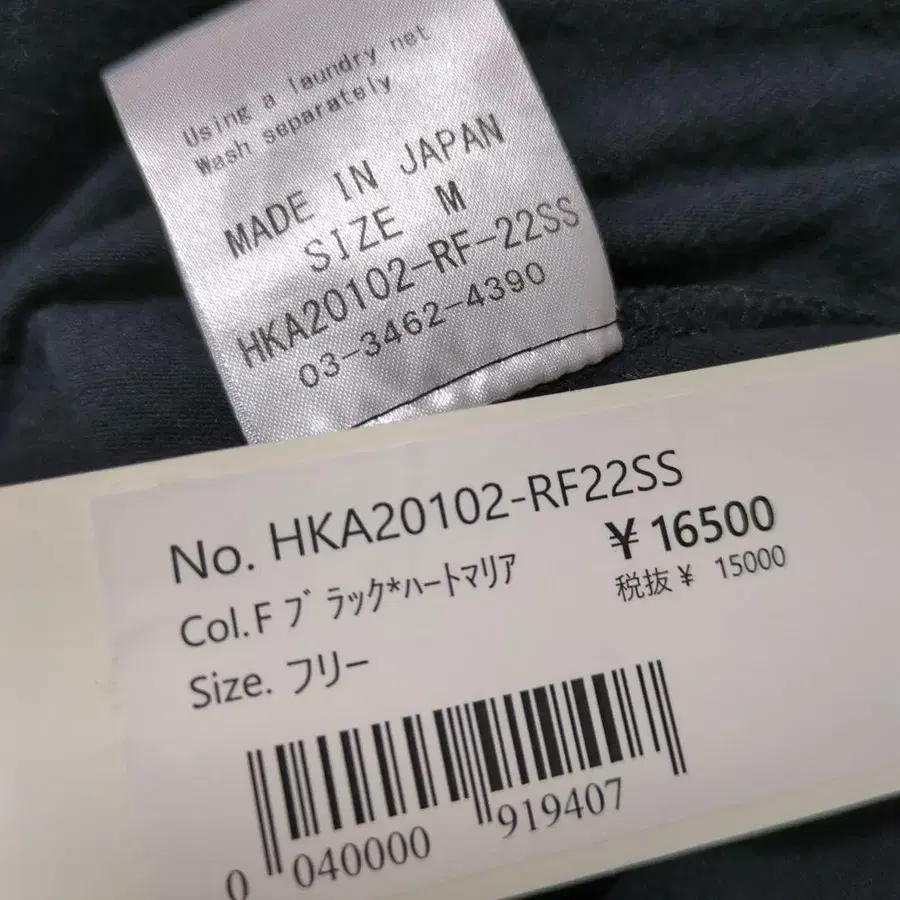 Using a laundry net
Wash separately
MADE IN JAPAN
SIZE M
HKA20102-RF-22SS
03-3462-4390
No. HKA20102-RF22SS
Col.F ブラック*ハートマリア
¥16500
税抜¥ 15000
Size. フリー
0 040000 919407